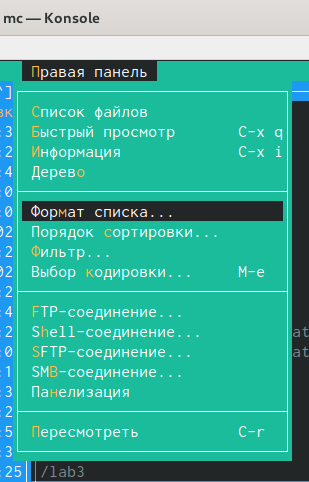 mc — Konsole
Правая панель
Список файлов
Быстрый просмотр C-x q
Информация C-x i
Дерево
Формат списка...
Порядок сортировки...
Фильтр...
Выбор кодировки... M-e
FTP-соединение...
Shell-соединение...
SFTP-соединение...
SMB-соединение...
Панелизация
Пересмотреть C-r
:25 /lab3